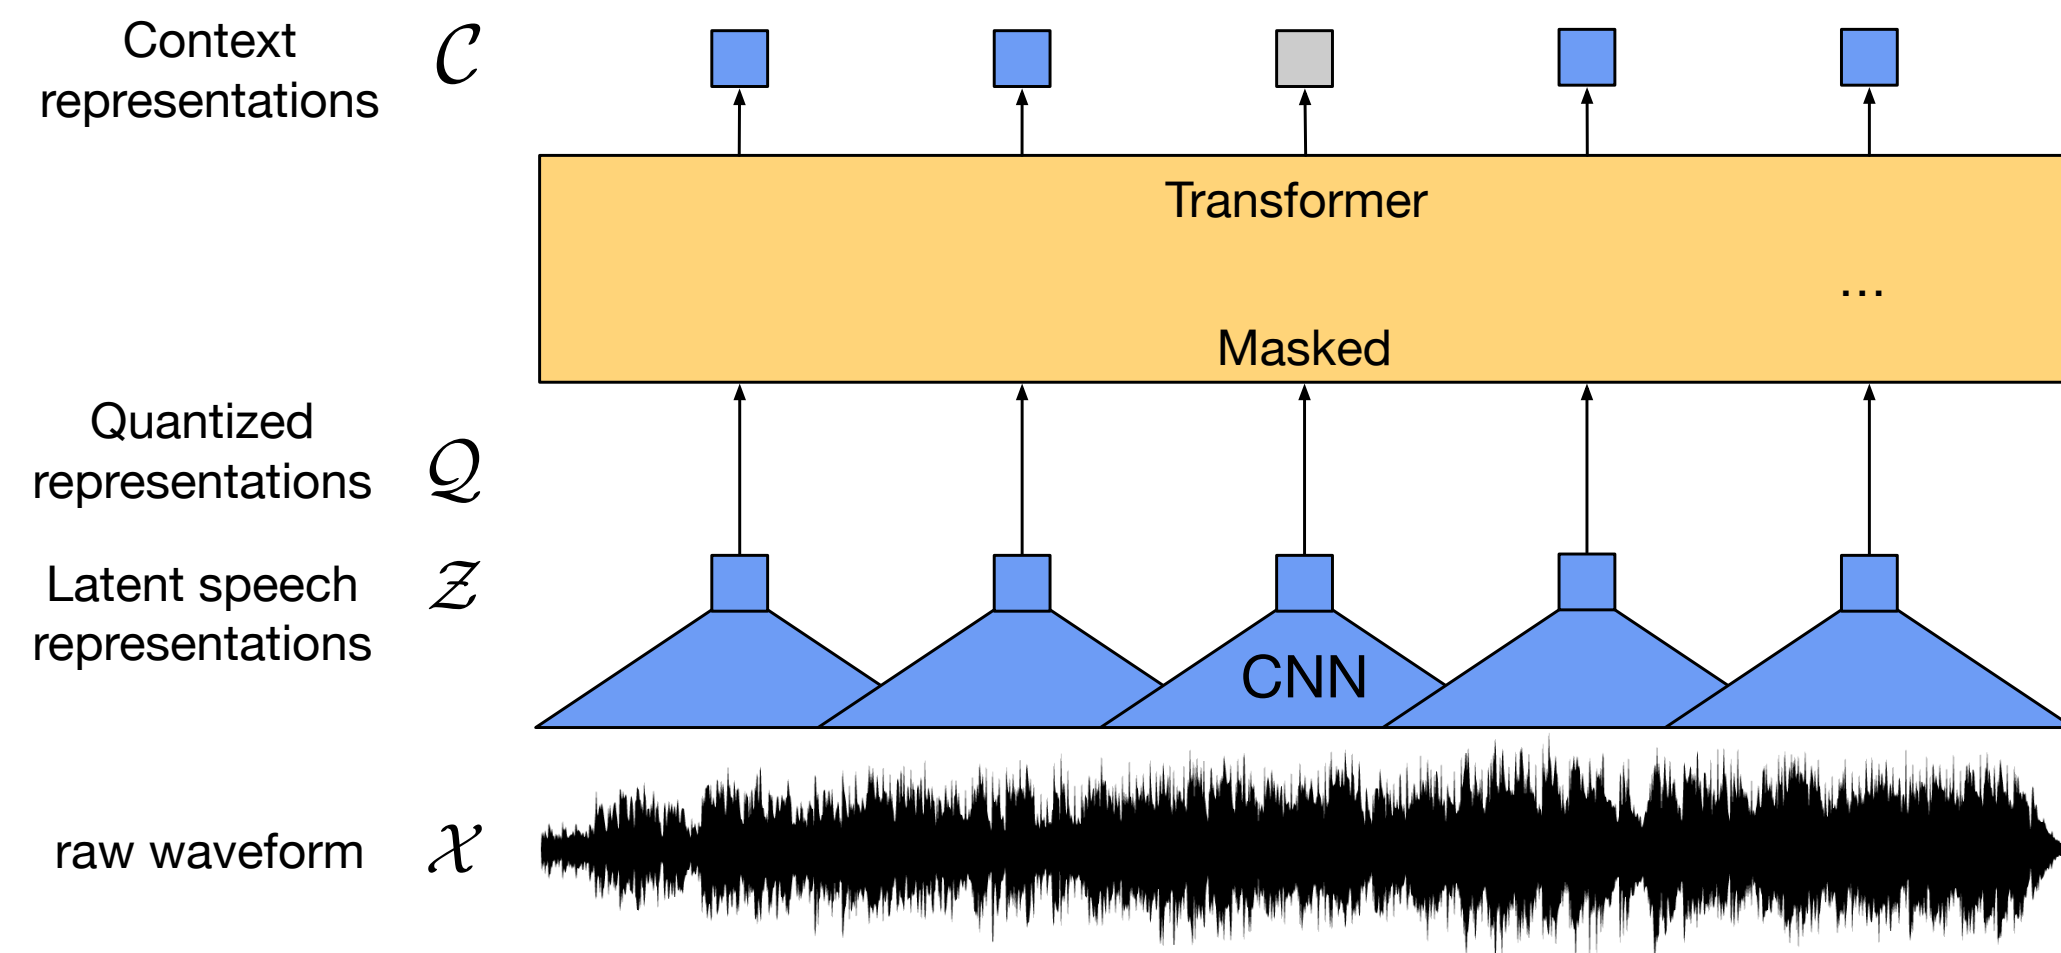 Context
representations
𝒞
Transformer
...
Masked
Quantized
representations
𝒬
Latent speech
representations
𝒵
CNN
raw waveform
𝒳